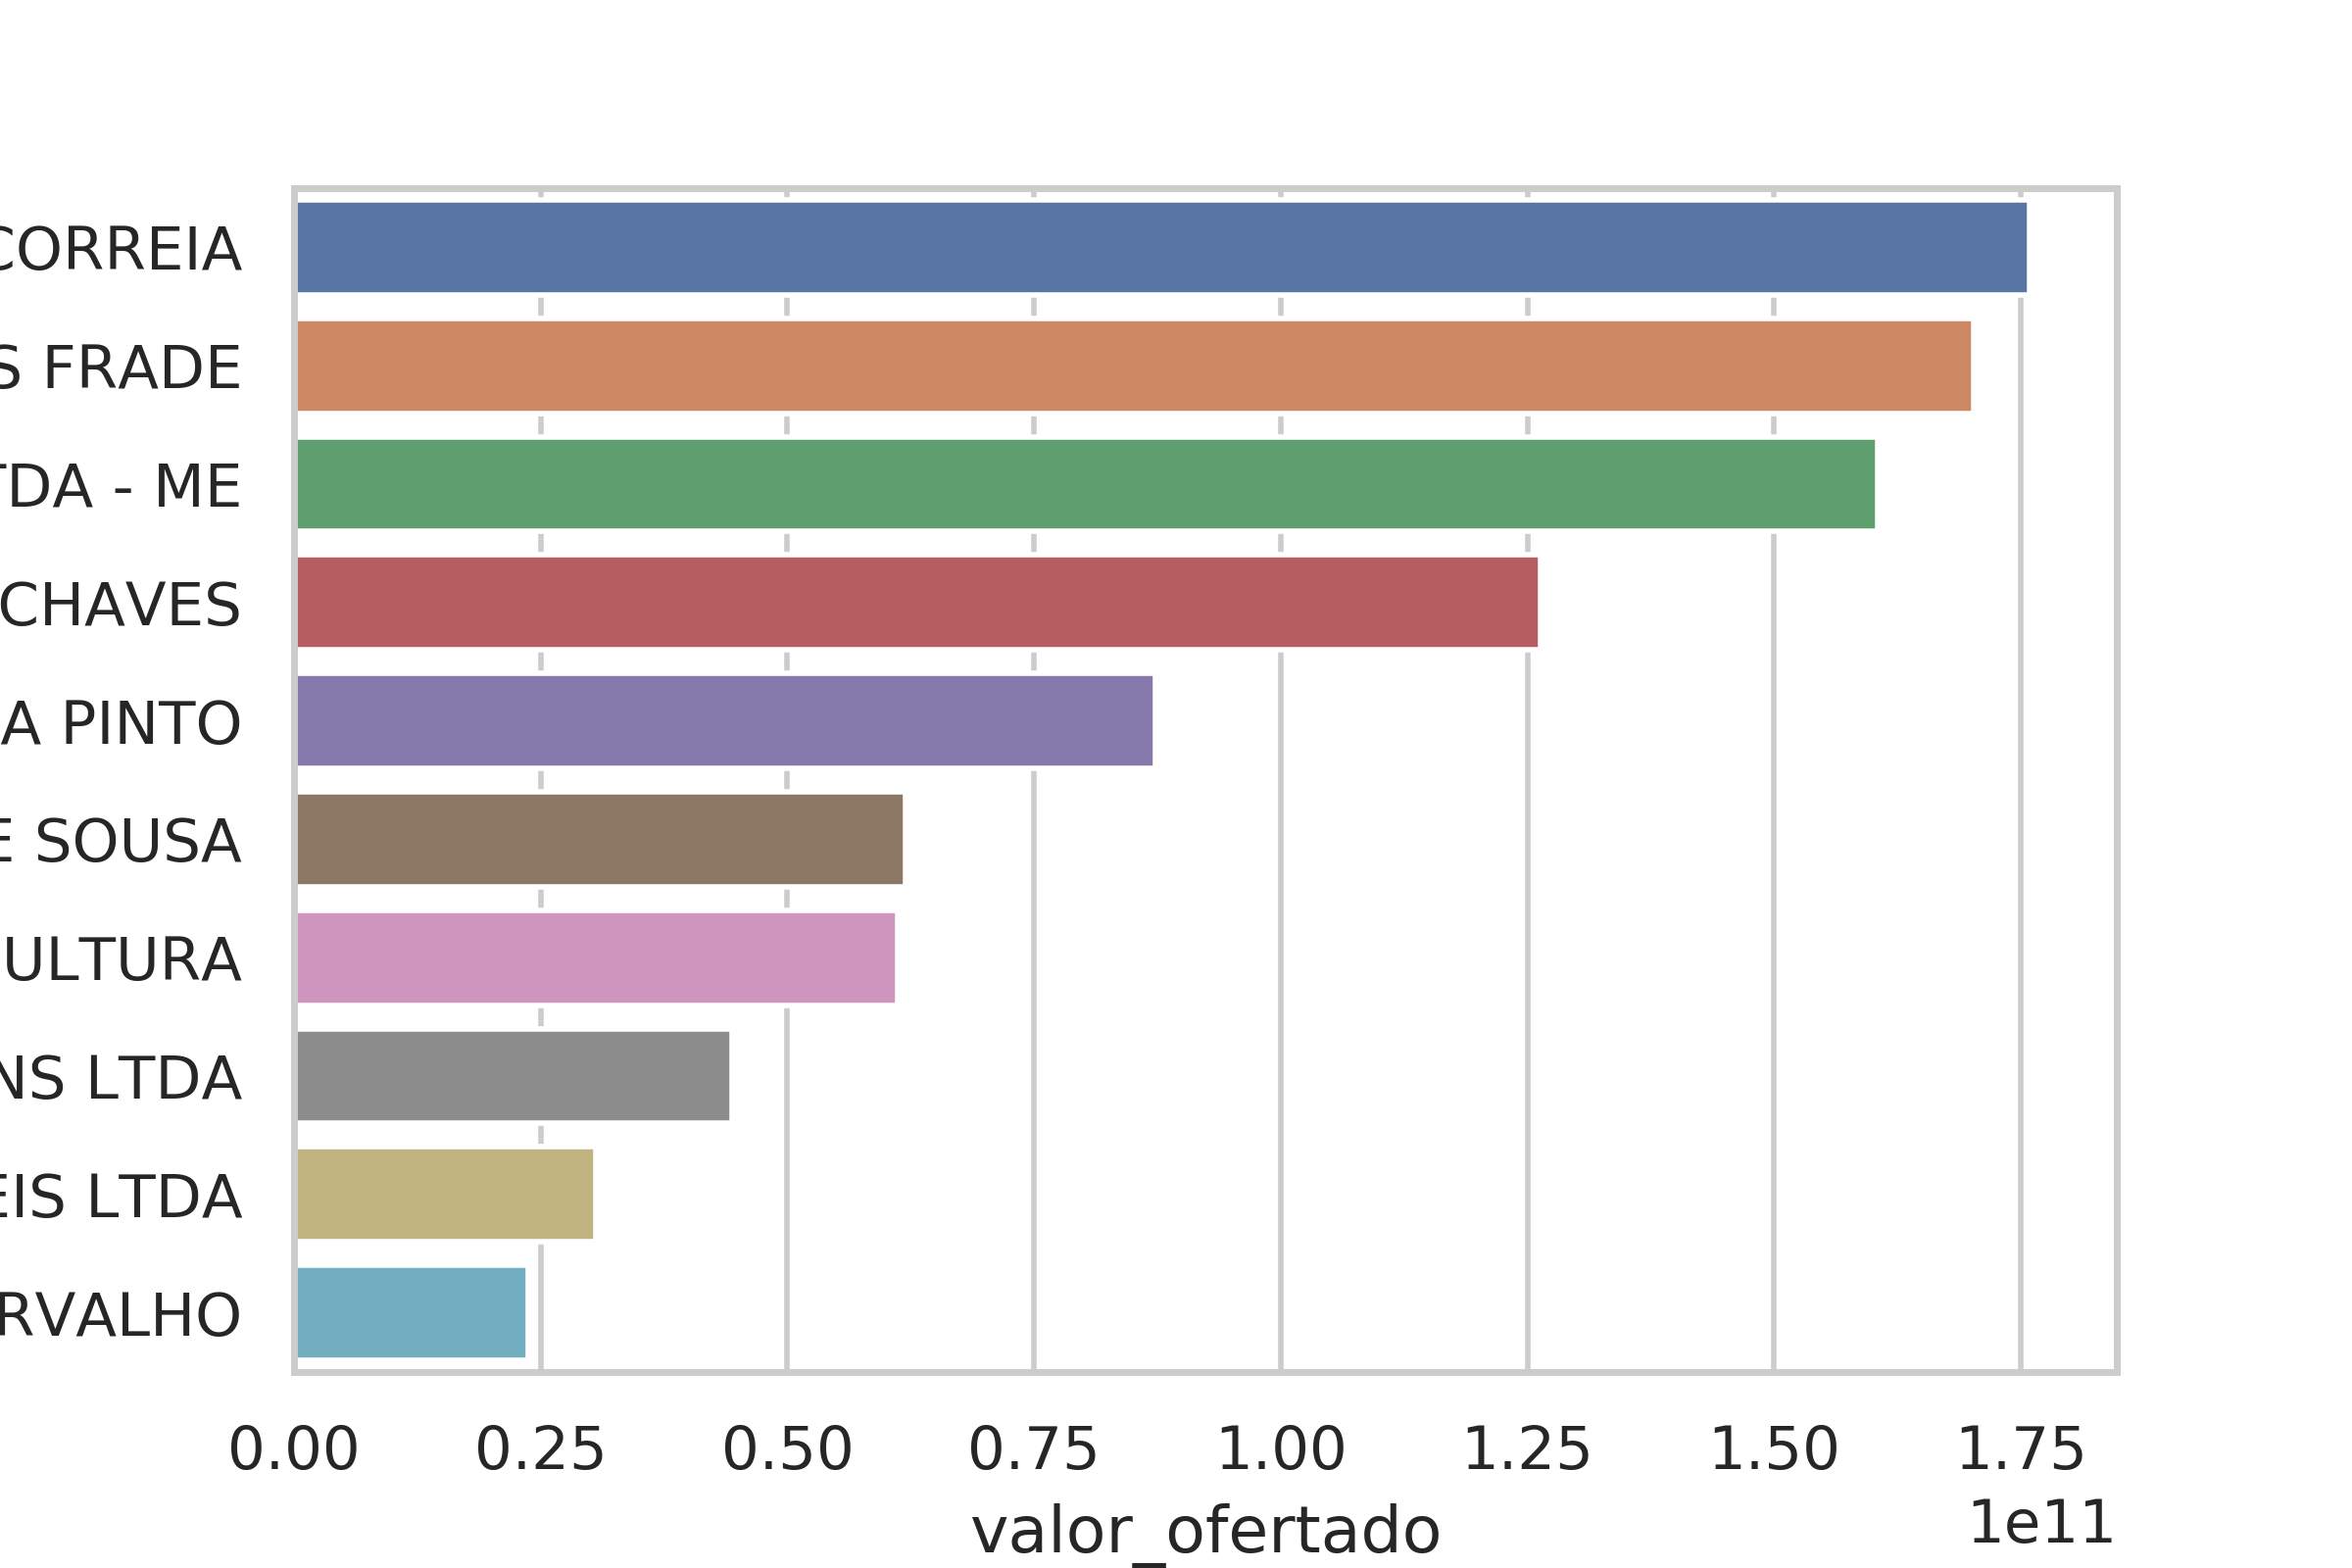 CORREIA
S FRADE
TDA - ME
CHAVES
A PINTO
E SOUSA
ULTURA
NS LTDA
EIS LTDA
RVALHO
0.00 0.25 0.50 0.75 1.00 1.25 1.50 1.75
1e11
valor_ofertado